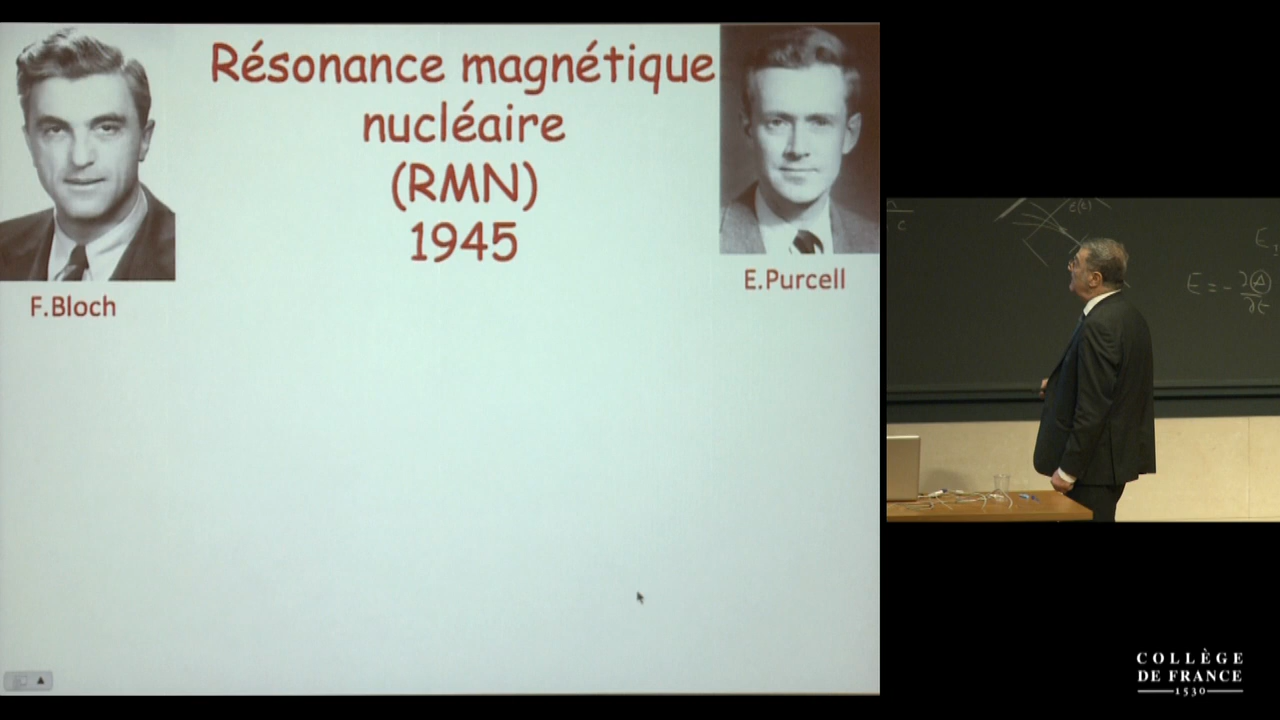 Résonance magnétique
nucléaire
(RMN)
1945
F.Bloch
E.Purcell
c
E = -
COLLÈGE
DE FRANCE
1530